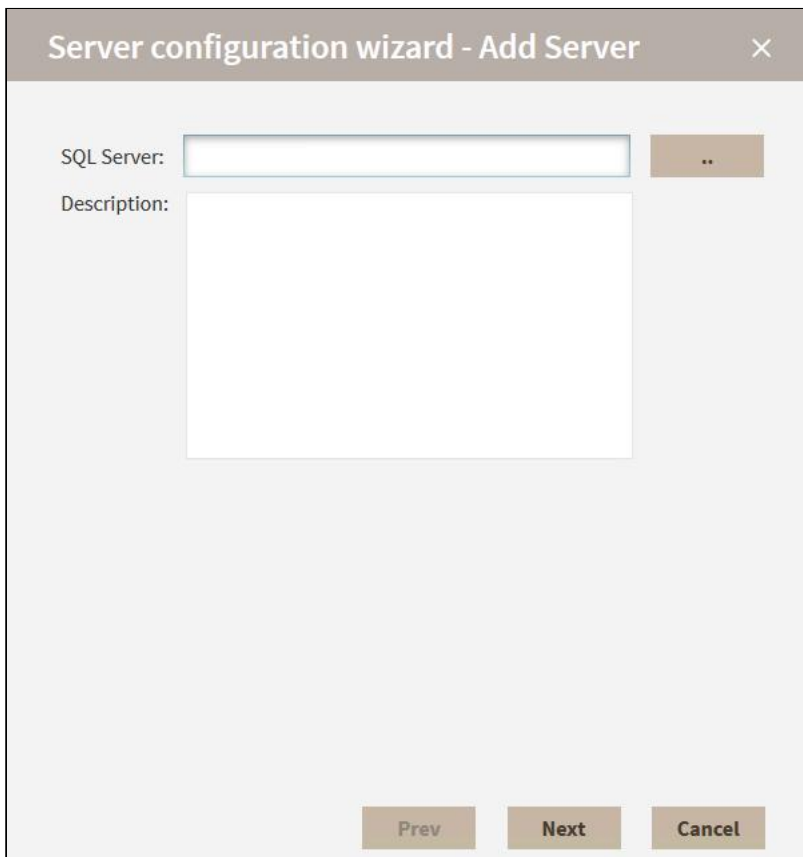 Server configuration wizard - Add Server
SQL Server:
..
Description:
Prev
Next
Cancel